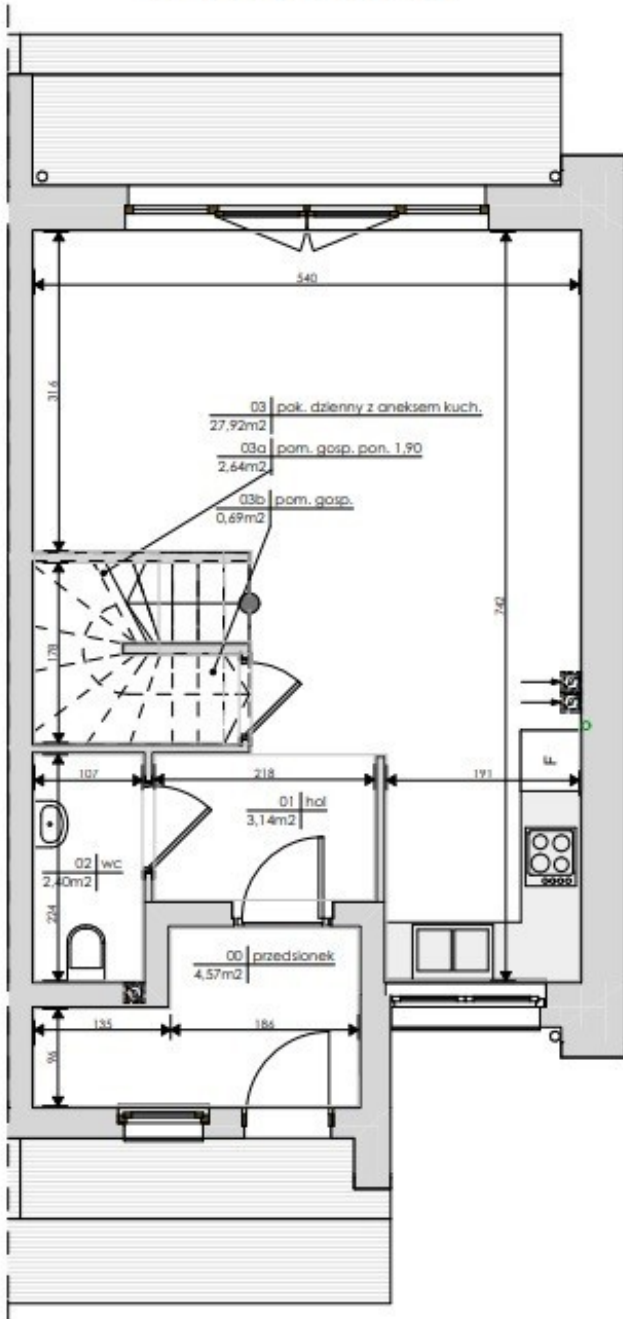 540
316
03 pok. dzienny z aneksem kuch.
27,92m2
03a pom. gosp. pon. 1,90
2,64m2
03b pom. gosp.
0,69m2
742
178
F
107
218
191
01 hol
3,14m2
02 wc
2,40m2
224
00 przedsionek
4,57m2
135
186
96